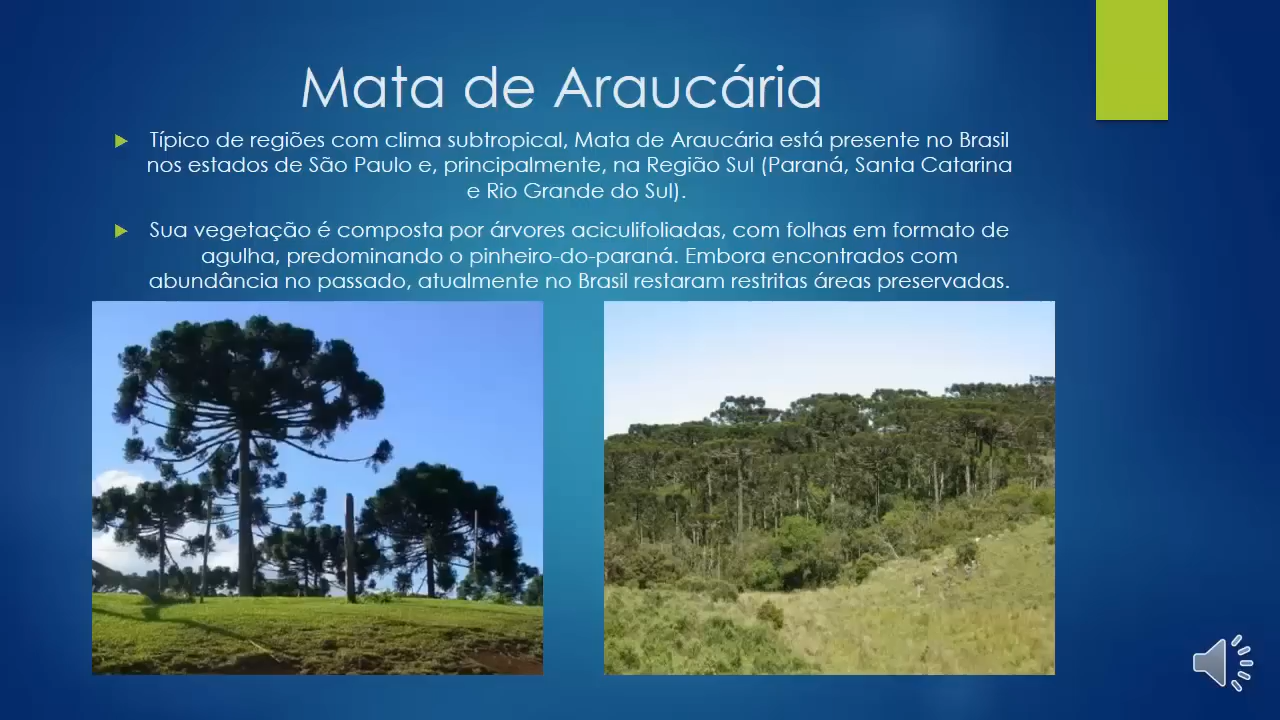 Mata de Araucária
Típico de regiões com clima subtropical, Mata de Araucária está presente no Brasil
nos estados de São Paulo e, principalmente, na Região Sul (Paraná, Santa Catarina
e Rio Grande do Sul).
Sua vegetação é composta por árvores aciculifoliadas, com folhas em formato de
agulha, predominando o pinheiro-do-paraná. Embora encontrados com
abundância no passado, atualmente no Brasil restaram restritas áreas preservadas.